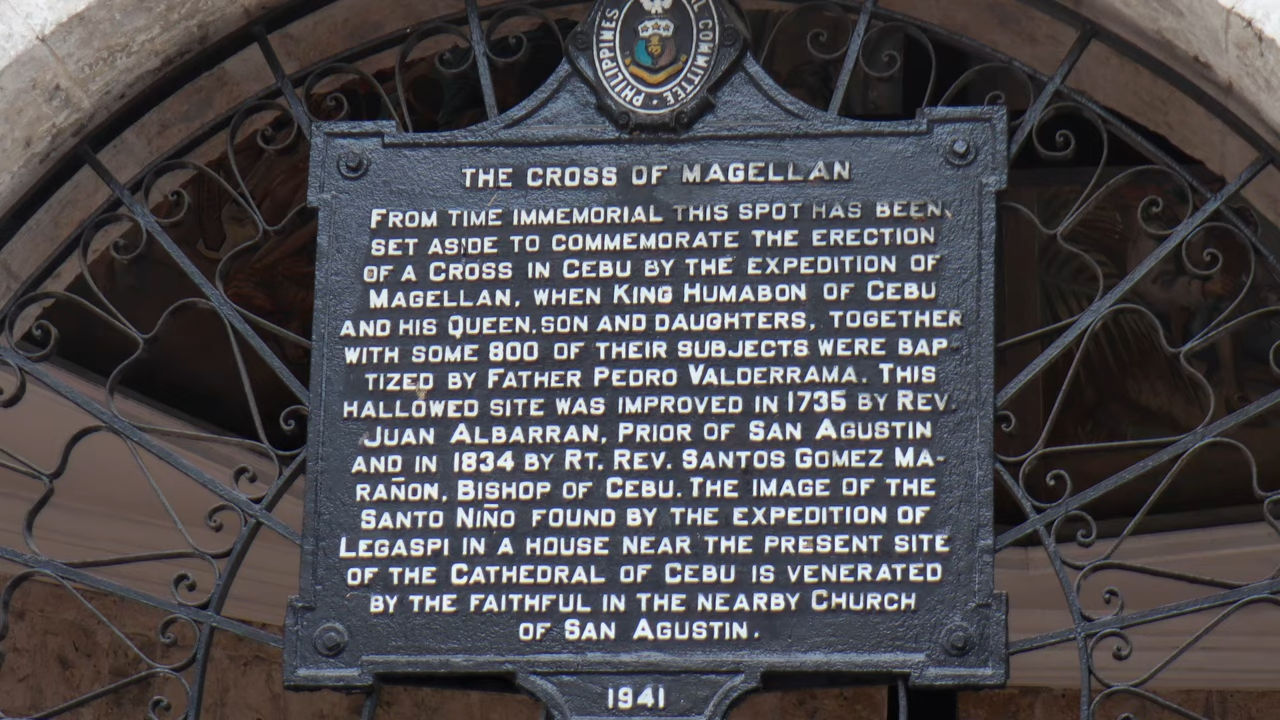 PHILIPPINES
COMMITTEE
THE CROSS OF MAGELLAN
FROM TIME IMMEMORIAL THIS SPOT HAS BEEN
SET ASIDE TO COMMEMORATE THE ERECTION
OF A CROSS IN CEBU BY THE EXPEDITION OF
MAGELLAN, WHEN KING HUMABON OF CEBU
AND HIS QUEEN, SON AND DAUGHTERS, TOGETHER
WITH SOME 800 OF THEIR SUBJECTS WERE BAP-
TIZED BY FATHER PEDRO VALDERRAMA. THIS
HALLOWED SITE WAS IMPROVED IN 1735 BY REV.
JUAN ALBARRAN, PRIOR OF SAN AGUSTIN
AND IN 1834 BY RT. REV. SANTOS GOMEZ MA-
RAÑON, BISHOP OF CEBU. THE IMAGE OF THE
SANTO NIÑO FOUND BY THE EXPEDITION OF
LEGASPI IN A HOUSE NEAR THE PRESENT SITE
OF THE CATHEDRAL OF CEBU IS VENERATED
BY THE FAITHFUL IN THE NEARBY CHURCH
OF SAN AGUSTIN.
1941